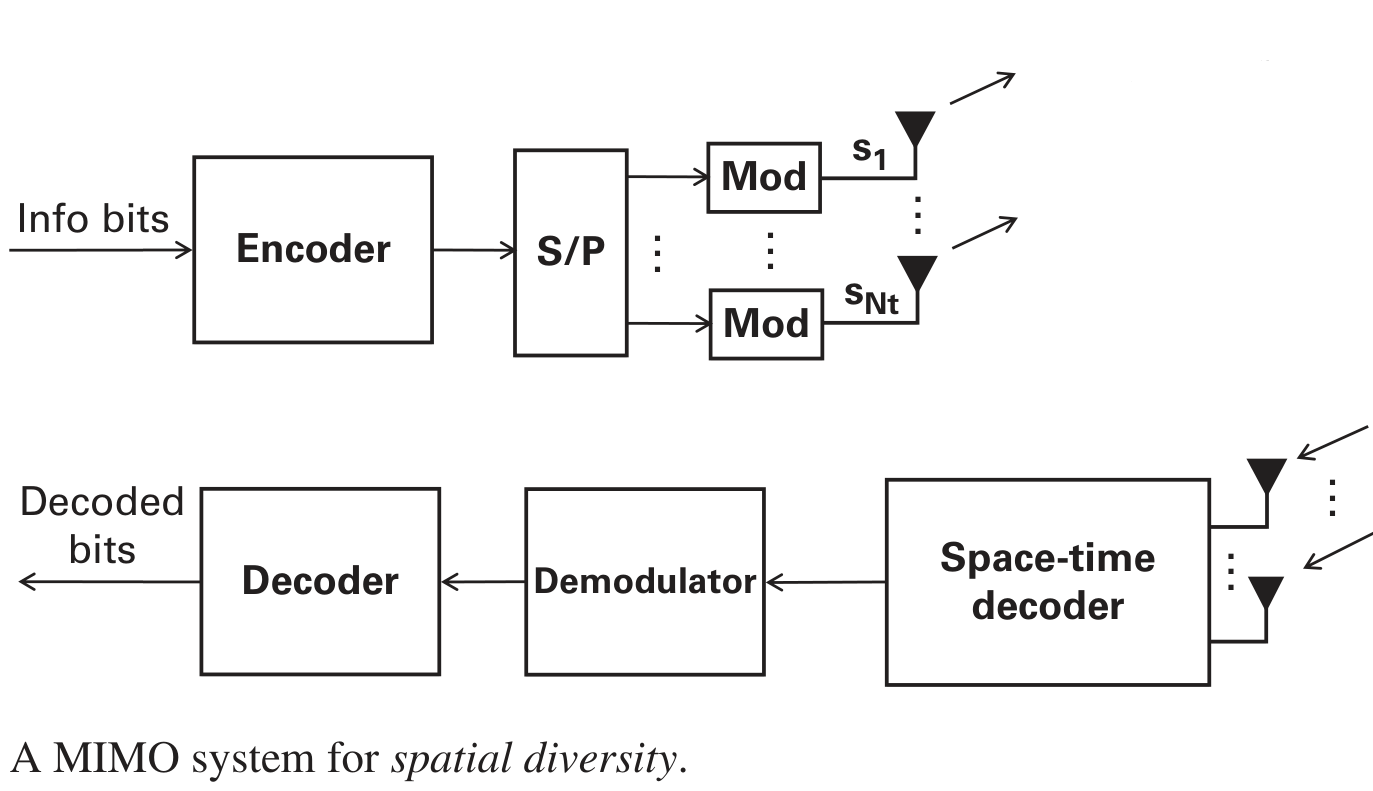 Info bits
Encoder
S/P
Mod
s1
Mod
sNt
Decoded
bits
Decoder
Demodulator
Space-time
decoder
A MIMO system for spatial diversity.